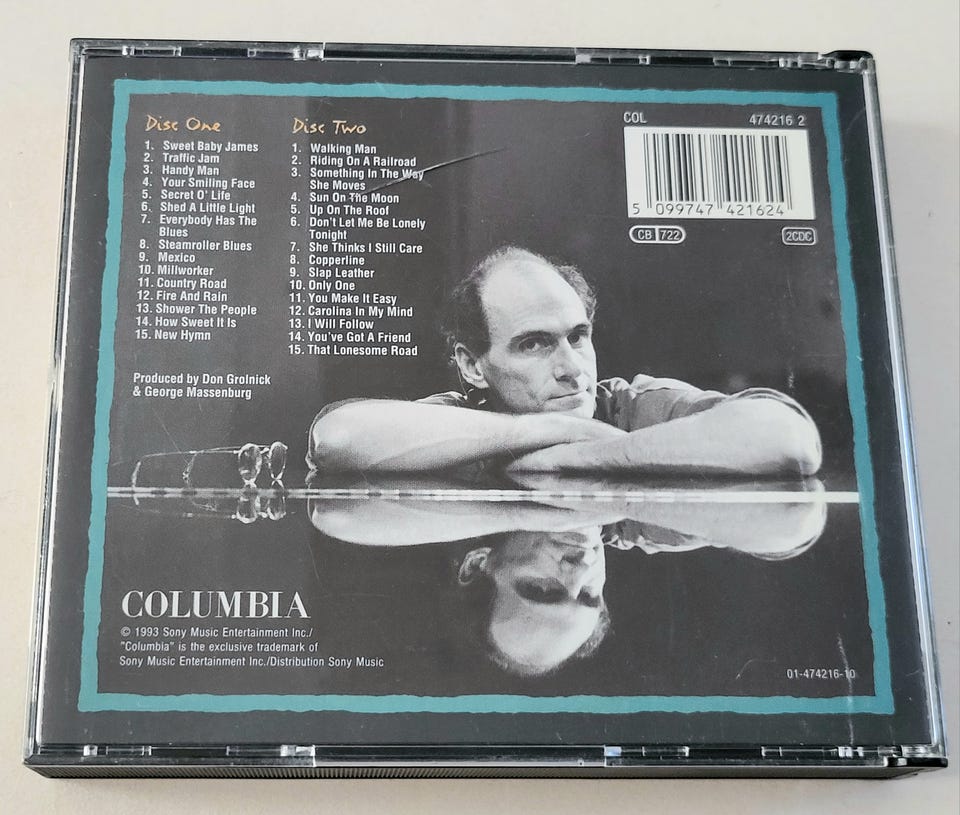 Disc One
1. Sweet Baby James
2. Traffic Jam
3. Handy Man
4. Your Smiling Face
5. Secret O' Life
6. Shed A Little Light
7. Everybody Has The
Blues
8. Steamroller Blues
9. Mexico
10. Millworker
11. Country Road
12. Fire And Rain
13. Shower The People
14. How Sweet It Is
15. New Hymn
Produced by Don Grolnick
& George Massenburg
Disc Two
1. Walking Man
2. Riding On A Railroad
3. Something In The Way
She Moves
4. Sun On The Moon
5. Up On The Roof
6. Don't Let Me Be Lonely
Tonight
7. She Thinks I Still Care
8. Copperline
9. Slap Leather
10. Only One
11. You Make It Easy
12. Carolina In My Mind
13. I Will Follow
14. You've Got A Friend
15. That Lonesome Road
COL 474216 2
5 099747 421624
CB 722 2CDC
COLUMBIA
© 1993 Sony Music Entertainment Inc./
"Columbia" is the exclusive trademark of
Sony Music Entertainment Inc./Distribution Sony Music
01-474216-10